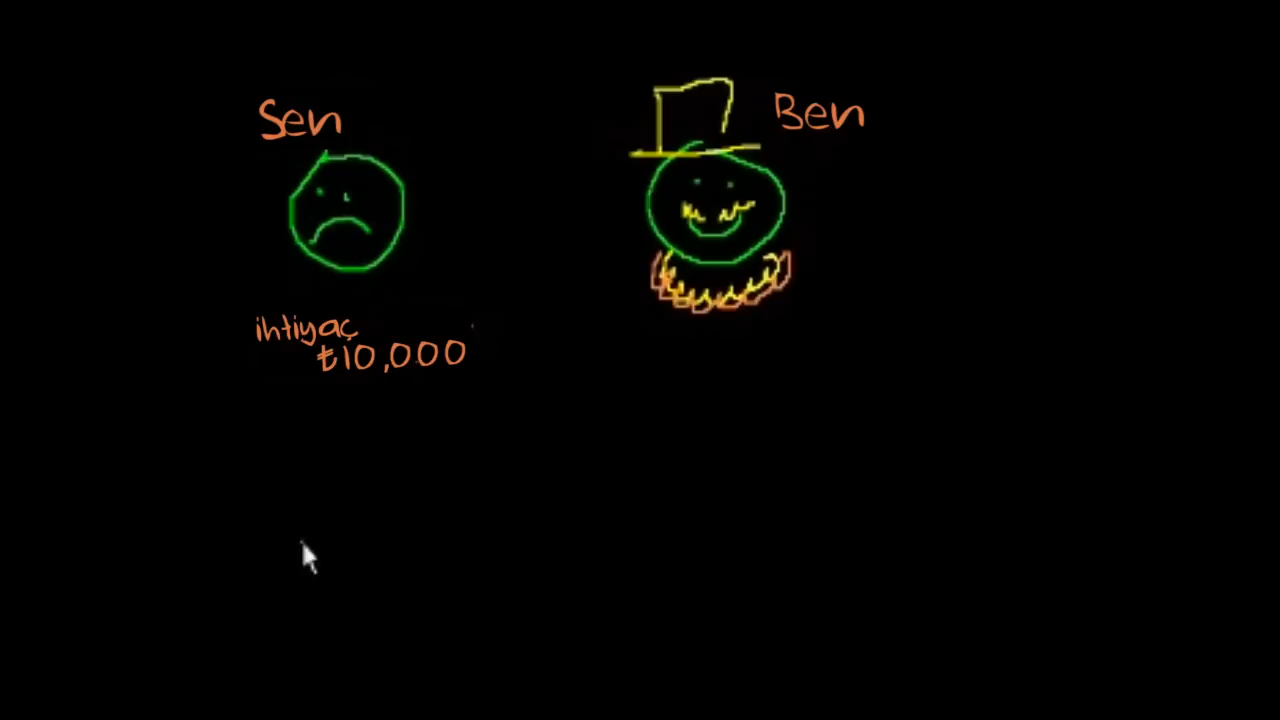 Sen
Ben
ihtiyaç
₺10,000